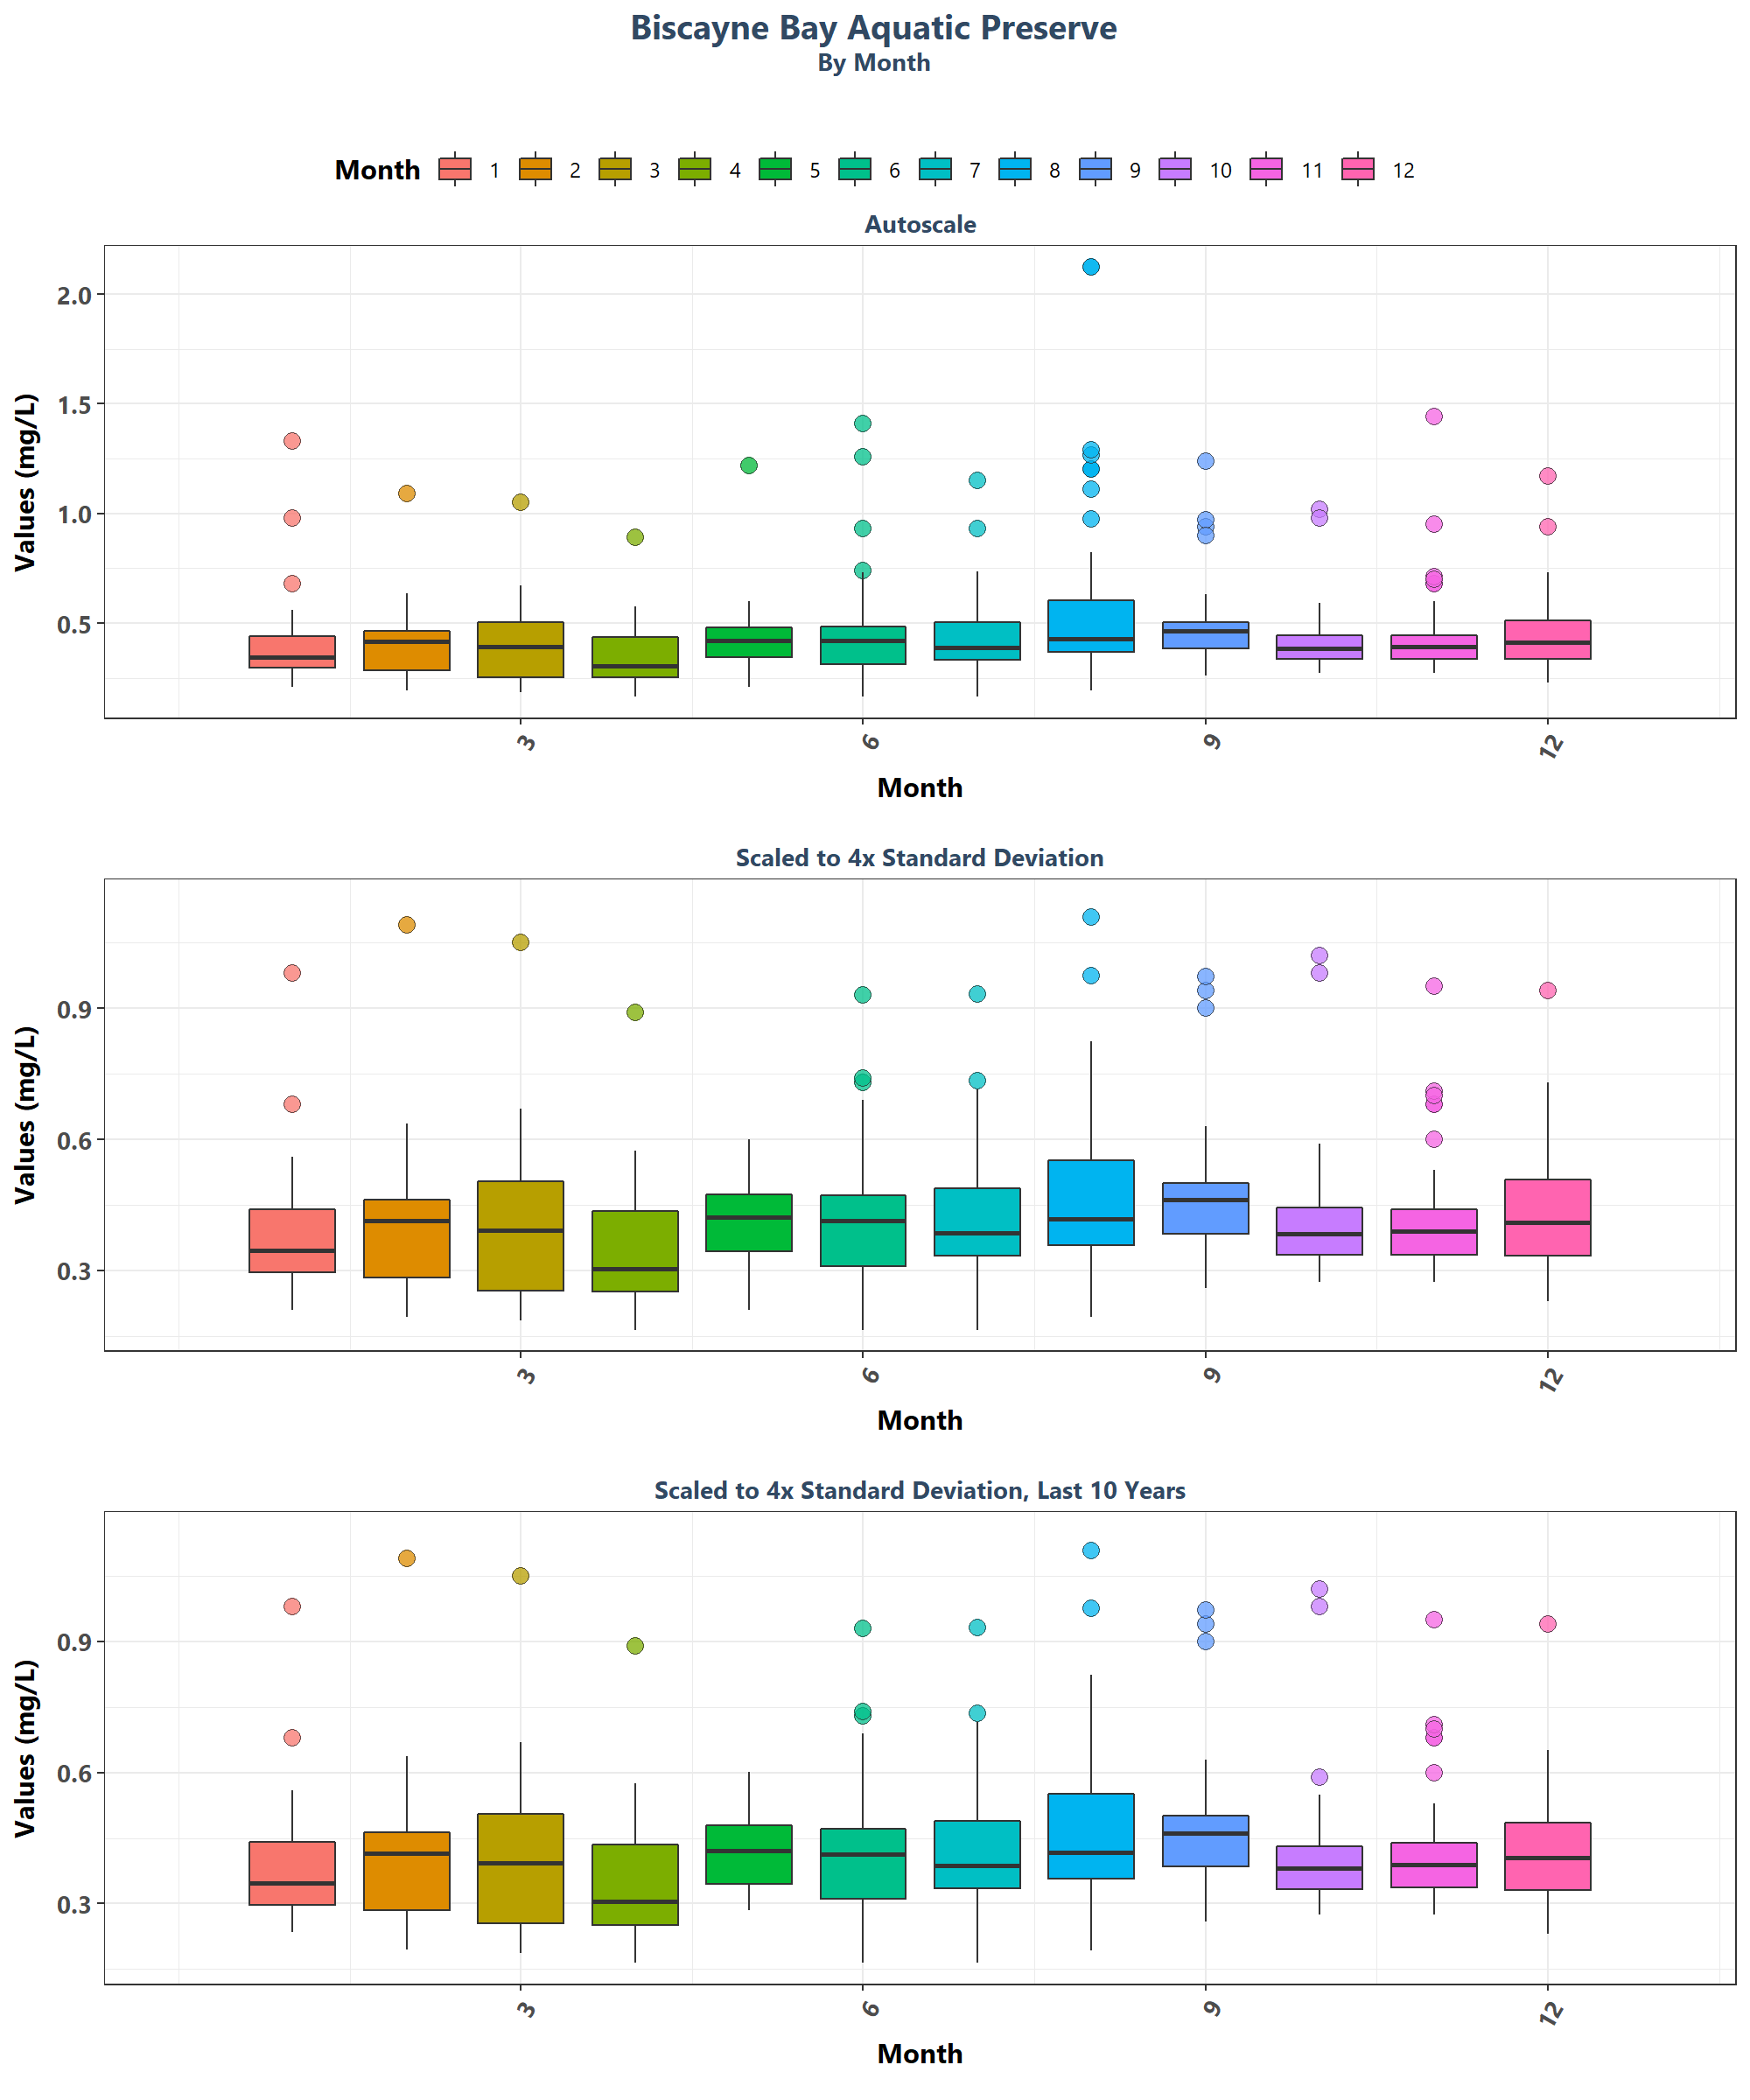 Biscayne Bay Aquatic Preserve
By Month
Month 1 2 3 4 5 6 7 8 9 10 11 12
Autoscale
Values (mg/L)
2.0
1.5
1.0
0.5
3 6 9 12
Month
Scaled to 4x Standard Deviation
Values (mg/L)
0.9
0.6
0.3
3 6 9 12
Month
Scaled to 4x Standard Deviation, Last 10 Years
Values (mg/L)
0.9
0.6
0.3
3 6 9 12
Month